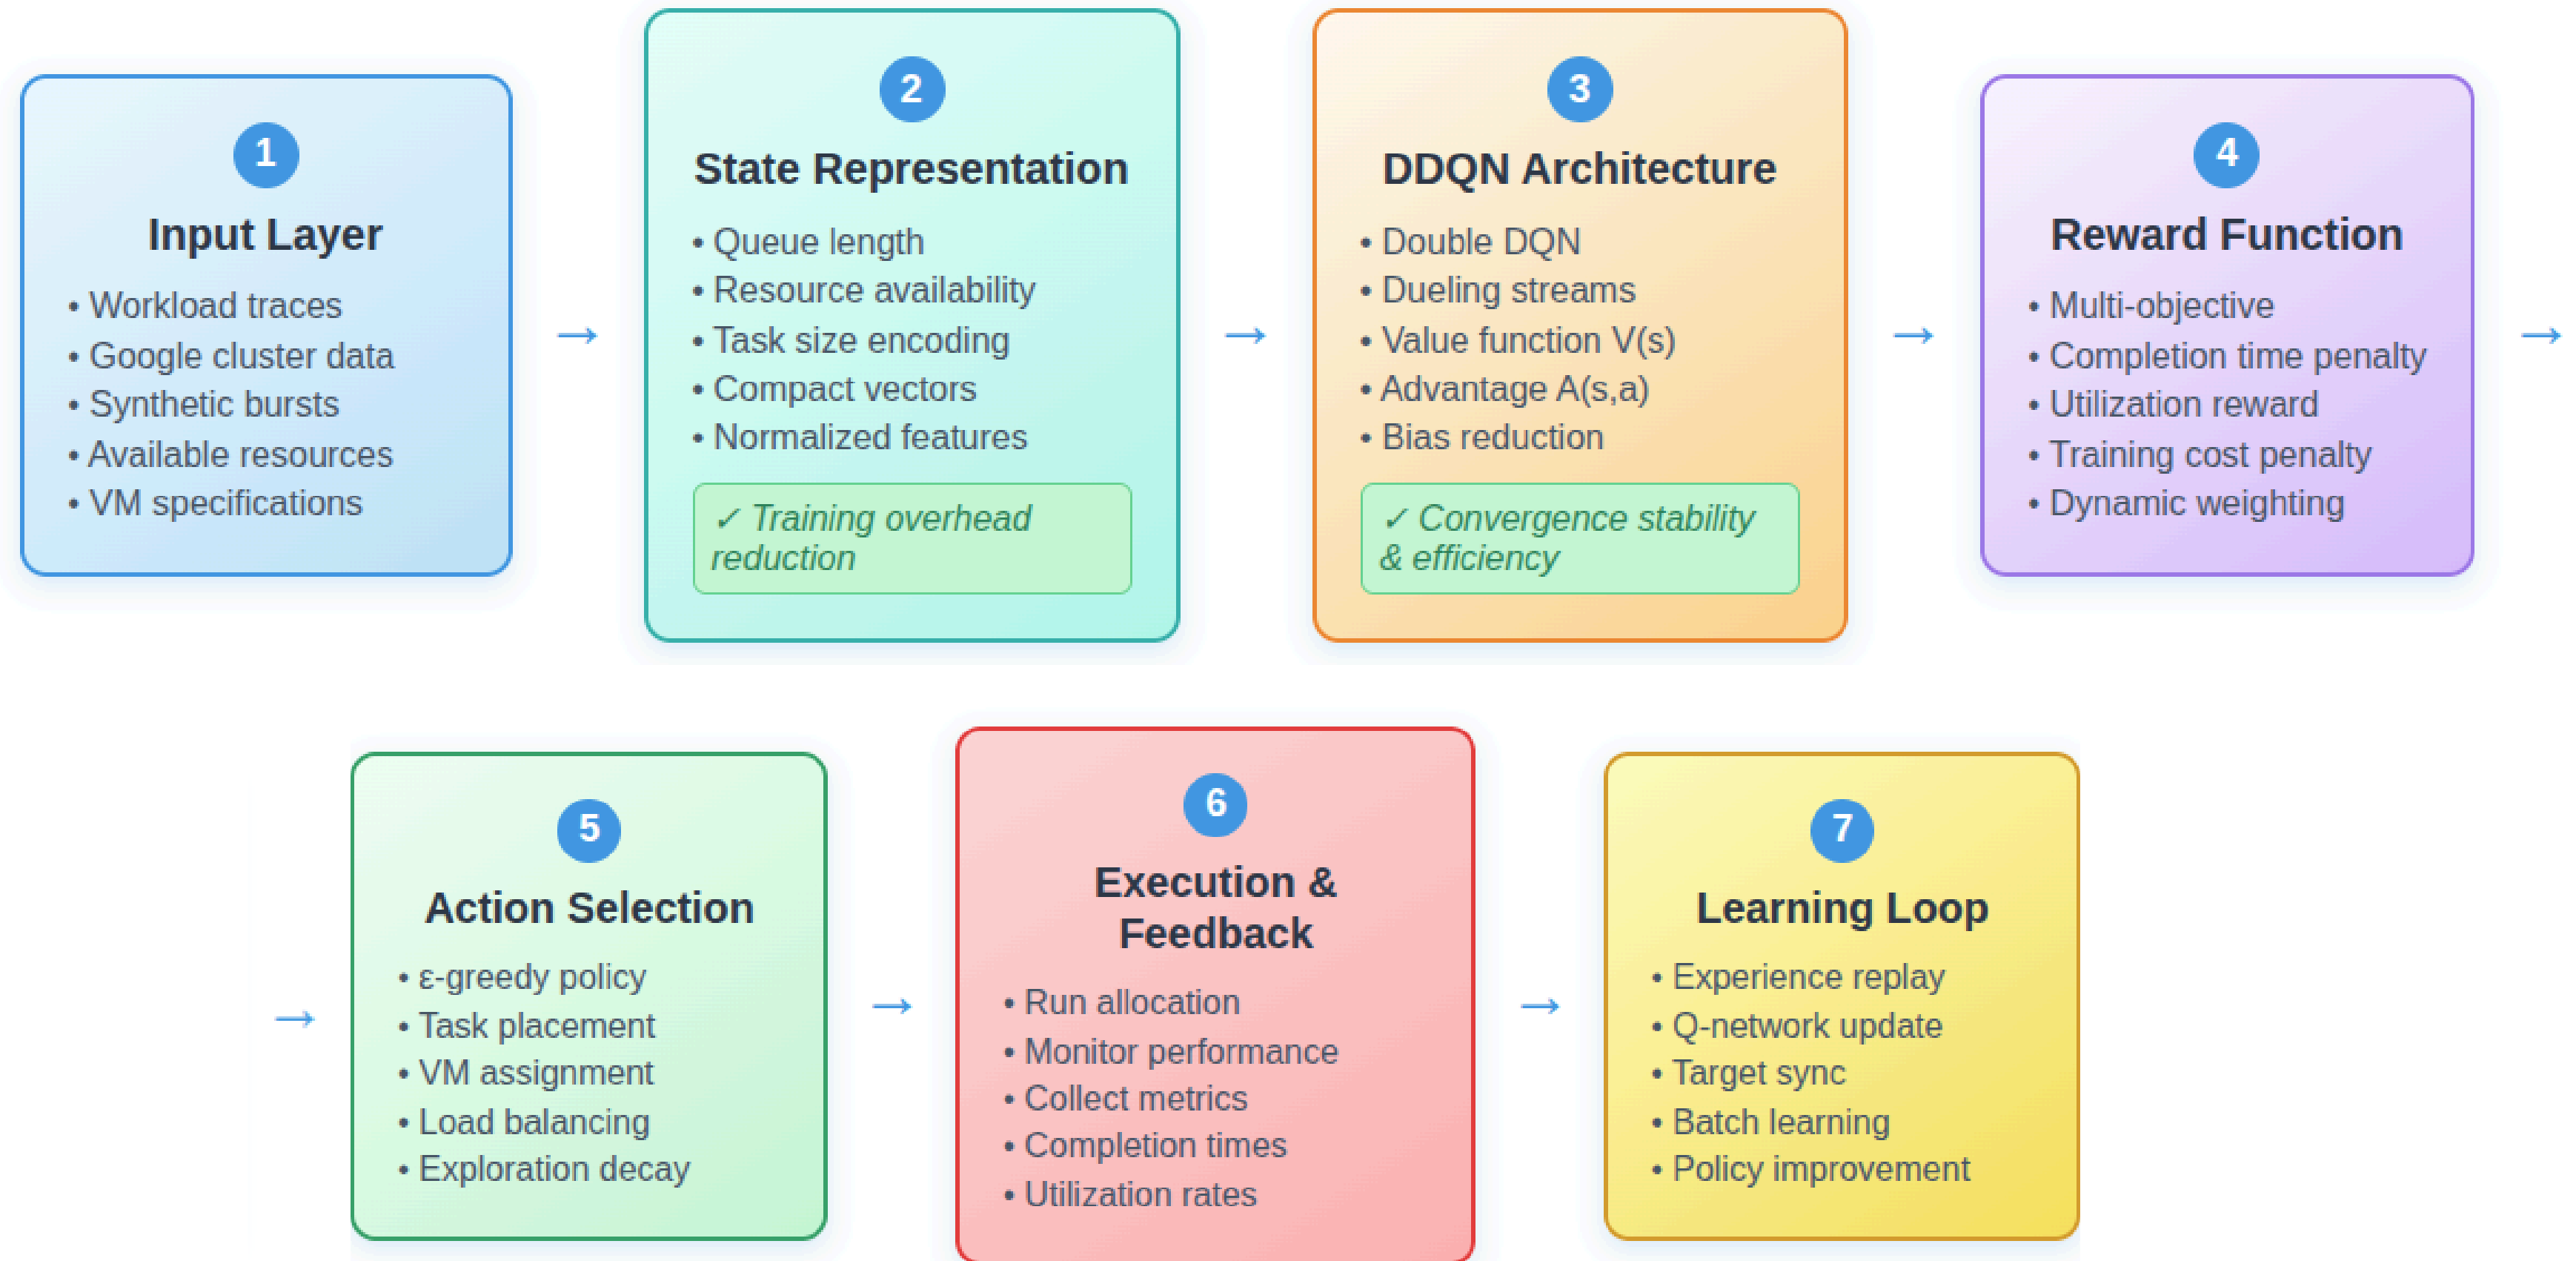 1
Input Layer
• Workload traces
• Google cluster data
• Synthetic bursts
• Available resources
• VM specifications
→
2
State Representation
• Queue length
• Resource availability
• Task size encoding
• Compact vectors
• Normalized features
✓ Training overhead
reduction
→
3
DDQN Architecture
• Double DQN
• Dueling streams
• Value function V(s)
• Advantage A(s,a)
• Bias reduction
✓ Convergence stability
& efficiency
→
4
Reward Function
• Multi-objective
• Completion time penalty
• Utilization reward
• Training cost penalty
• Dynamic weighting
→
→
5
Action Selection
• ε-greedy policy
• Task placement
• VM assignment
• Load balancing
• Exploration decay
→
6
Execution &
Feedback
• Run allocation
• Monitor performance
• Collect metrics
• Completion times
• Utilization rates
→
7
Learning Loop
• Experience replay
• Q-network update
• Target sync
• Batch learning
• Policy improvement